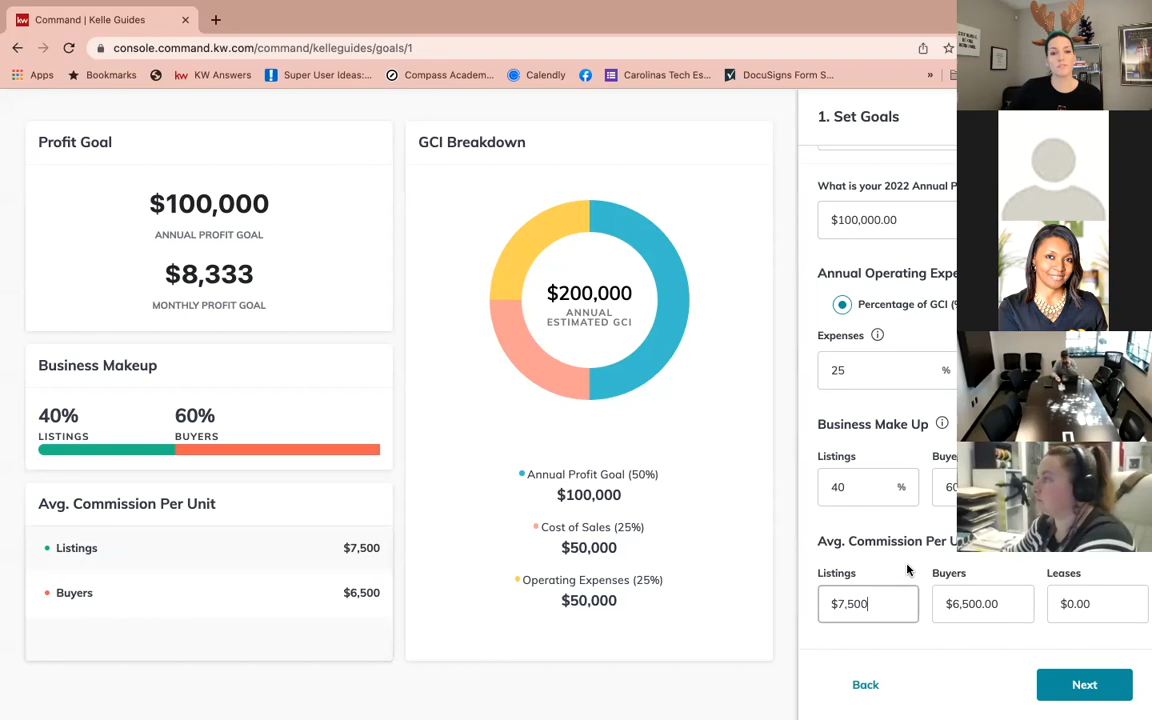 Command | Kelle Guides
console.command.kw.com/command/kelleguides/goals/1
Apps
Bookmarks
kw
KW Answers
Super User Ideas:...
Compass Academ...
Calendly
Carolinas Tech Es...
DocuSigns Form S...
»
Profit Goal
$100,000
ANNUAL PROFIT GOAL
$8,333
MONTHLY PROFIT GOAL
Business Makeup
40%
60%
LISTINGS
BUYERS
Avg. Commission Per Unit
Listings
$7,500
Buyers
$6,500
GCI Breakdown
$200,000
ANNUAL
ESTIMATED GCI
Annual Profit Goal (50%)
$100,000
Cost of Sales (25%)
$50,000
Operating Expenses (25%)
$50,000
1. Set Goals
What is your 2022 Annual P
$100,000.00
Annual Operating Expe
Percentage of GCI (%
Expenses
25
%
Business Make Up
Listings
Buye
40
%
60
Avg. Commission Per U
Listings
Buyers
Leases
$7,500
$6,500.00
$0.00
Back
Next